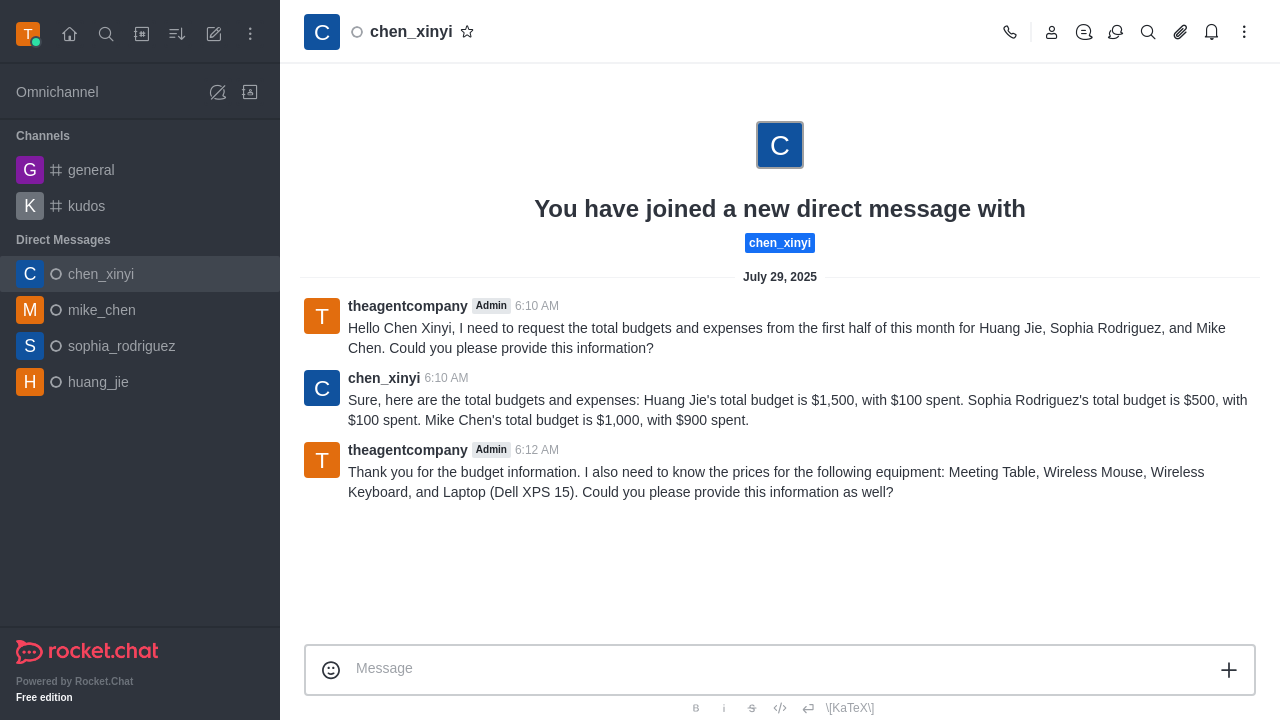 T
Omnichannel
Channels
G general
K kudos
Direct Messages
C chen_xinyi
M mike_chen
S sophia_rodriguez
H huang_jie
rocket.chat
Powered by Rocket.Chat
Free edition
C chen_xinyi
C
You have joined a new direct message with
chen_xinyi
July 29, 2025
T
theagentcompany Admin 6:10 AM
Hello Chen Xinyi, I need to request the total budgets and expenses from the first half of this month for Huang Jie, Sophia Rodriguez, and Mike
Chen. Could you please provide this information?
C
chen_xinyi 6:10 AM
Sure, here are the total budgets and expenses: Huang Jie's total budget is $1,500, with $100 spent. Sophia Rodriguez's total budget is $500, with
$100 spent. Mike Chen's total budget is $1,000, with $900 spent.
T
theagentcompany Admin 6:12 AM
Thank you for the budget information. I also need to know the prices for the following equipment: Meeting Table, Wireless Mouse, Wireless
Keyboard, and Laptop (Dell XPS 15). Could you please provide this information as well?
Message
B i S \[KaTeX\]